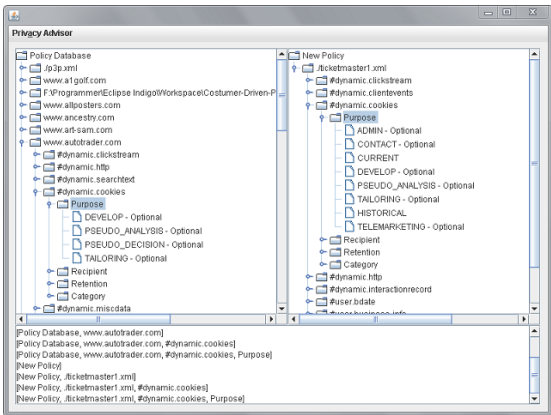 Privacy Advisor
Policy Database
./p3p.xml
www.a1golf.com
F:\Programmer\Eclipse Indigo\Workspace\Costumer-Driven-P
www.allposters.com
www.ancestry.com
www.art-sam.com
www.autotrader.com
#dynamic.clickstream
#dynamic.http
#dynamic.searchtext
#dynamic.cookies
Purpose
DEVELOP - Optional
PSEUDO_ANALYSIS - Optional
PSEUDO_DECISION - Optional
TAILORING - Optional
Recipient
Retention
Category
#dynamic.miscdata
New Policy
./ticketmaster1.xml
#dynamic.clickstream
#dynamic.clientevents
#dynamic.cookies
Purpose
ADMIN - Optional
CONTACT - Optional
CURRENT
DEVELOP - Optional
PSEUDO_ANALYSIS - Optional
TAILORING - Optional
HISTORICAL
TELEMARKETING - Optional
Recipient
Retention
Category
#dynamic.http
#dynamic.interactionrecord
#user.bdate
#user.business-info
[Policy Database, www.autotrader.com]
[Policy Database, www.autotrader.com, #dynamic.cookies]
[Policy Database, www.autotrader.com, #dynamic.cookies, Purpose]
[New Policy]
[New Policy, ./ticketmaster1.xml]
[New Policy, ./ticketmaster1.xml, #dynamic.cookies]
[New Policy, ./ticketmaster1.xml, #dynamic.cookies, Purpose]